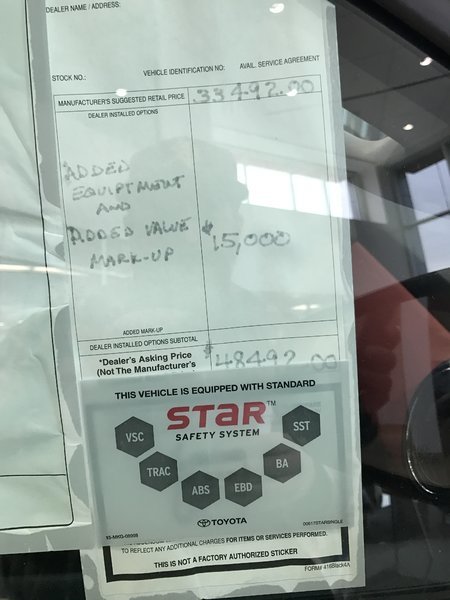 DEALER NAME / ADDRESS:
STOCK NO.: VEHICLE IDENTIFICATION NO: AVAIL. SERVICE AGREEMENT
MANUFACTURER'S SUGGESTED RETAIL PRICE 33492.00
DEALER INSTALLED OPTIONS
ADDED
EQUIPTMENT
AND
ADDED VALUE $15,000
MARK-UP
ADDED MARK-UP
DEALER INSTALLED OPTIONS SUBTOTAL
*Dealer's Asking Price $48492.00
(Not The Manufacturer's
THIS VEHICLE IS EQUIPPED WITH STANDARD
STAR™
SAFETY SYSTEM
VSC TRAC ABS EBD BA SST
TOYOTA
00617STARSINGLE
CHARGES FOR ITEMS OR SERVICES PERFORMED.
TO REFLECT ANY ADDITIONAL
THIS IS NOT A FACTORY AUTHORIZED STICKER